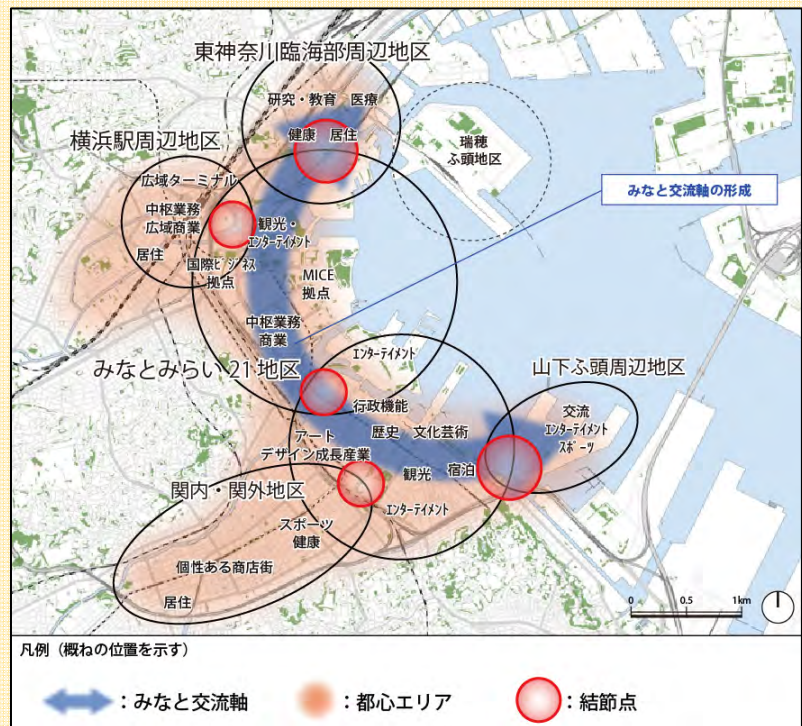 東神奈川臨海部周辺地区
研究・教育 医療
健康 居住
横浜駅周辺地区
広域ターミナル
中枢業務
広域商業
居住
瑞穂
ふ頭地区
みなと交流軸の形成
観光・
エンターテイメント
国際ビジネス
拠点
MICE
拠点
中枢業務
商業
みなとみらい21地区
エンターテイメント
山下ふ頭周辺地区
行政機能
交流
エンターテイメント
スポーツ
歴史 文化芸術
アート
デザイン成長産業
観光
宿泊
関内・関外地区
エンターテイメント
スポーツ
健康
個性ある商店街
居住
0 0.5 1km
凡例（概ねの位置を示す）
：みなと交流軸 ：都心エリア ：結節点